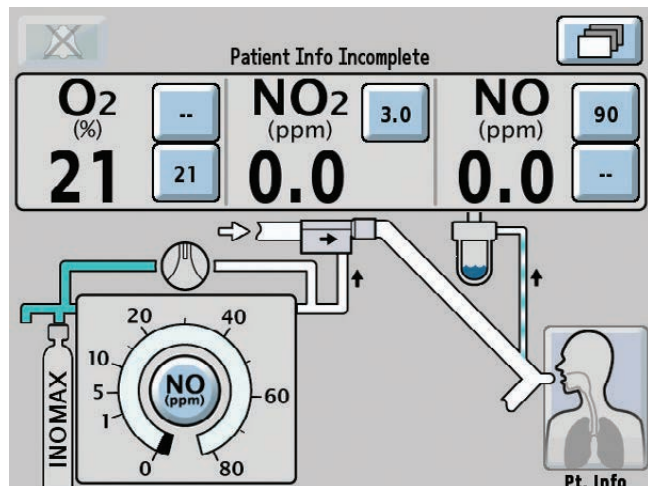 Patient Info Incomplete
O2 -- NO2 3.0 NO 90
(%) (ppm) (ppm)
21 21 0.0 0.0 --
20 40
10
5 NO 60
(ppm)
1
0 80
INOMAX
Pt. Info